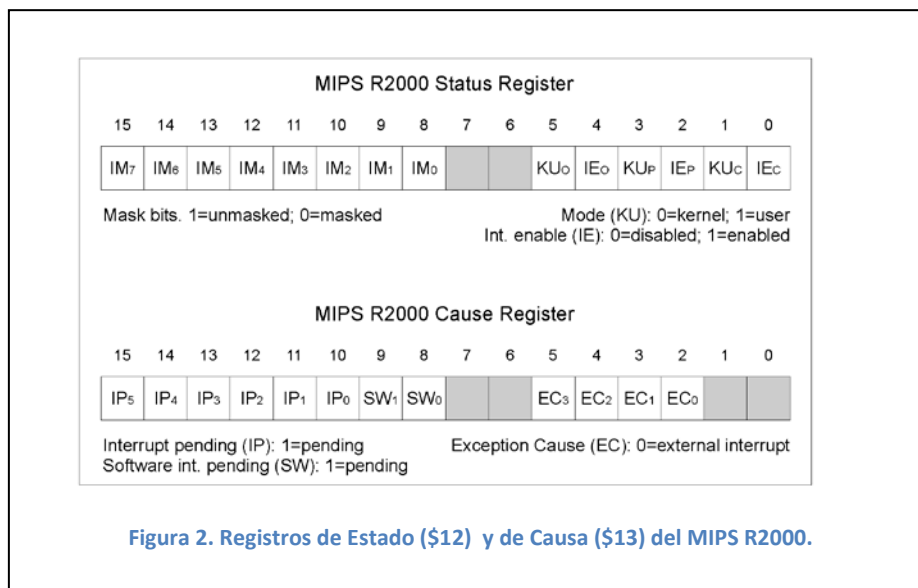 MIPS R2000 Status Register
15 14 13 12 11 10 9 8 7 6 5 4 3 2 1 0
IM7 IM6 IM5 IM4 IM3 IM2 IM1 IM0 KUO IEO KUP IEP KUC IEC
Mask bits. 1=unmasked; 0=masked Mode (KU): 0=kernel; 1=user
Int. enable (IE): 0=disabled; 1=enabled
MIPS R2000 Cause Register
15 14 13 12 11 10 9 8 7 6 5 4 3 2 1 0
IP5 IP4 IP3 IP2 IP1 IP0 SW1 SW0 EC3 EC2 EC1 EC0
Interrupt pending (IP): 1=pending Exception Cause (EC): 0=external interrupt
Software int. pending (SW): 1=pending
Figura 2. Registros de Estado ($12) y de Causa ($13) del MIPS R2000.